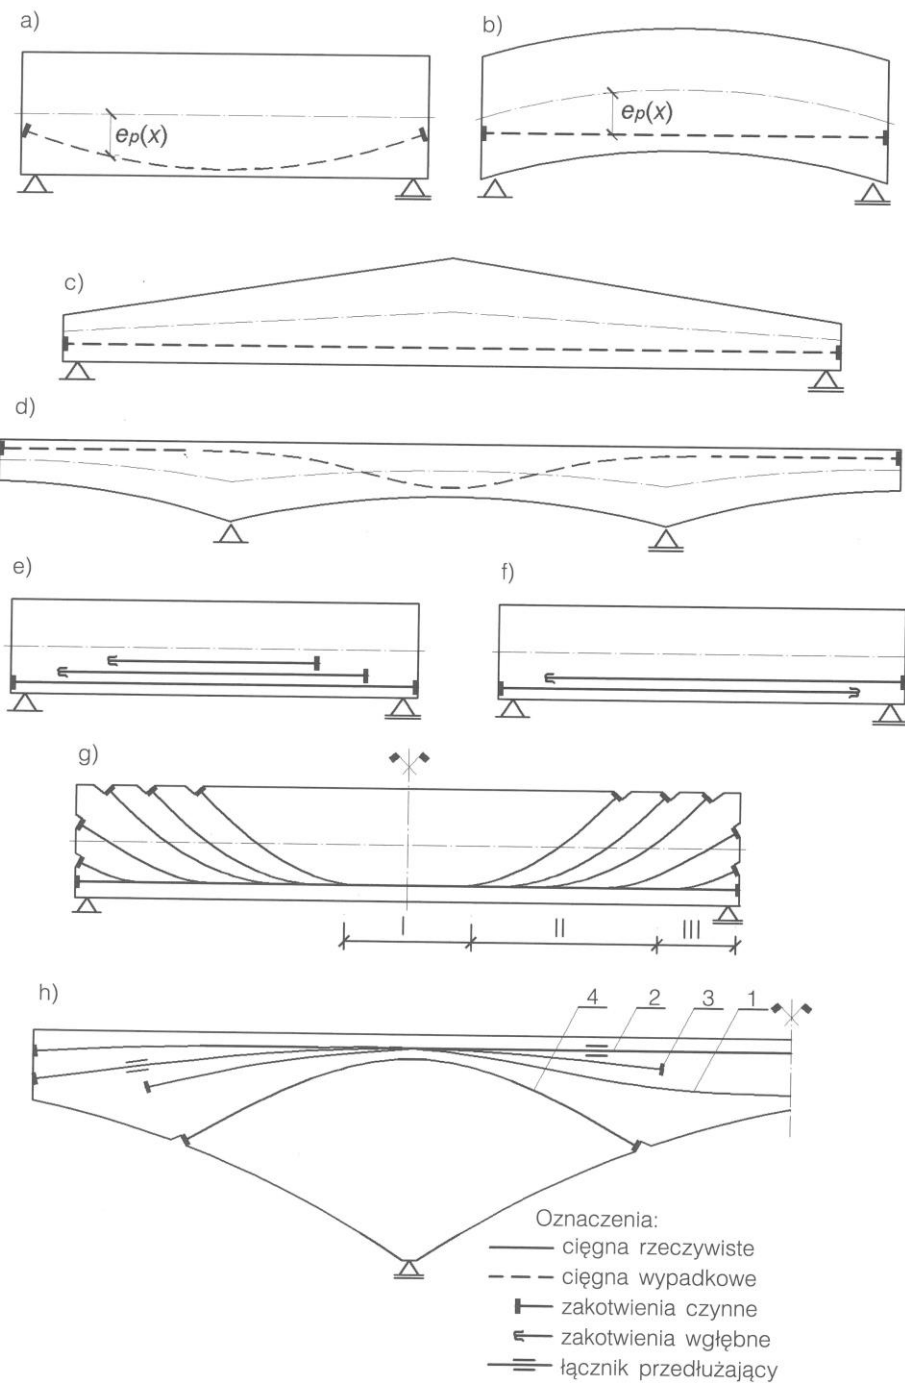 a)
b)
eₚ(x)
eₚ(x)
c)
d)
e)
f)
g)
I
II
III
h)
4
2
3
1
Oznaczenia:
cięgna rzeczywiste
cięgna wypadkowe
zakotwienia czynne
zakotwienia wgłębne
łącznik przedłużający